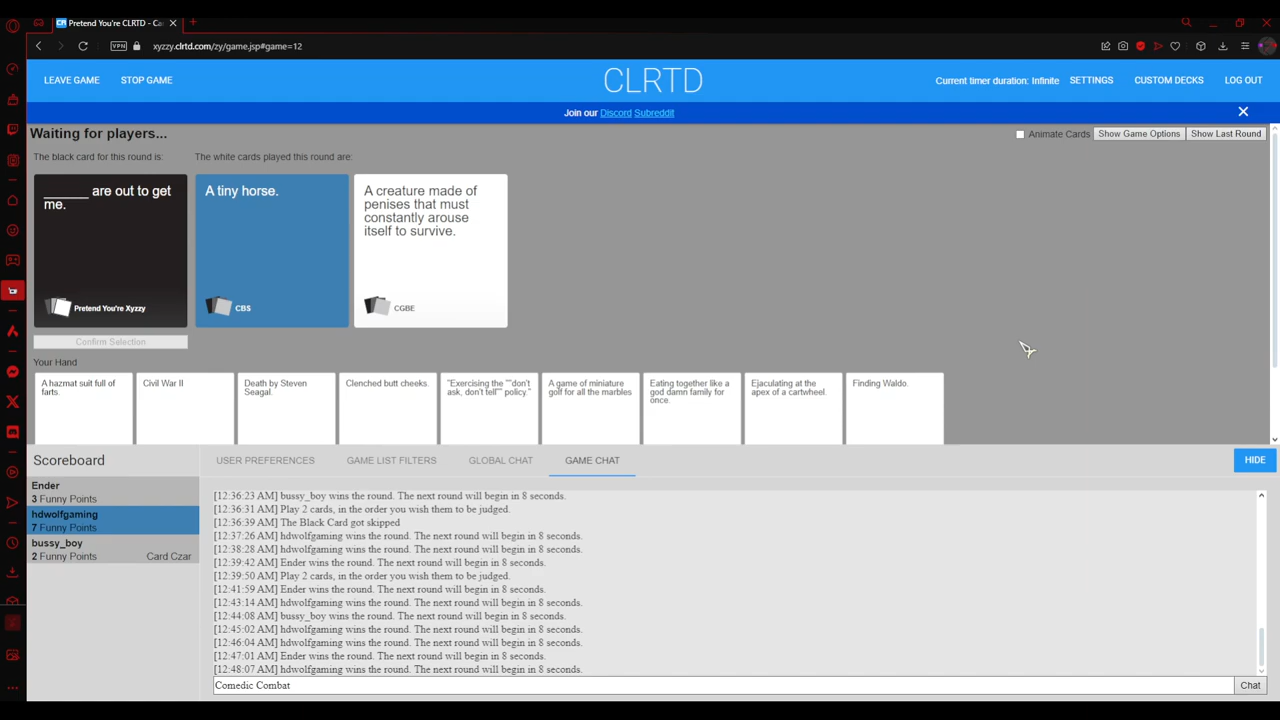 Pretend You're CLRTD - Ca
VPN
xyzzy.clrtd.com/zy/game.jsp#game=12
LEAVE GAME
STOP GAME
CLRTD
Current timer duration: Infinite
SETTINGS
CUSTOM DECKS
LOG OUT
Join our Discord Subreddit
Waiting for players...
Animate Cards
Show Game Options
Show Last Round
The black card for this round is:
The white cards played this round are:
______ are out to get
me.
Pretend You're Xyzzy
A tiny horse.
CBS
A creature made of
penises that must
constantly arouse
itself to survive.
CGBE
Confirm Selection
Your Hand
A hazmat suit full of
farts.
Civil War II
Death by Steven
Seagal.
Clenched butt cheeks.
"Exercising the ""don't
ask, don't tell"" policy."
A game of miniature
golf for all the marbles
Eating together like a
god damn family for
once.
Ejaculating at the
apex of a cartwheel.
Finding Waldo.
Scoreboard
USER PREFERENCES
GAME LIST FILTERS
GLOBAL CHAT
GAME CHAT
HIDE
Ender
3 Funny Points
hdwolfgaming
7 Funny Points
bussy_boy
2 Funny Points
Card Czar
[12:36:23 AM] bussy_boy wins the round. The next round will begin in 8 seconds.
[12:36:31 AM] Play 2 cards, in the order you wish them to be judged.
[12:36:39 AM] The Black Card got skipped
[12:37:26 AM] hdwolfgaming wins the round. The next round will begin in 8 seconds.
[12:38:28 AM] hdwolfgaming wins the round. The next round will begin in 8 seconds.
[12:39:42 AM] Ender wins the round. The next round will begin in 8 seconds.
[12:39:50 AM] Play 2 cards, in the order you wish them to be judged.
[12:41:59 AM] Ender wins the round. The next round will begin in 8 seconds.
[12:43:14 AM] hdwolfgaming wins the round. The next round will begin in 8 seconds.
[12:44:08 AM] bussy_boy wins the round. The next round will begin in 8 seconds.
[12:45:02 AM] hdwolfgaming wins the round. The next round will begin in 8 seconds.
[12:46:04 AM] hdwolfgaming wins the round. The next round will begin in 8 seconds.
[12:47:01 AM] Ender wins the round. The next round will begin in 8 seconds.
[12:48:07 AM] hdwolfgaming wins the round. The next round will begin in 8 seconds.
Comedic Combat
Chat